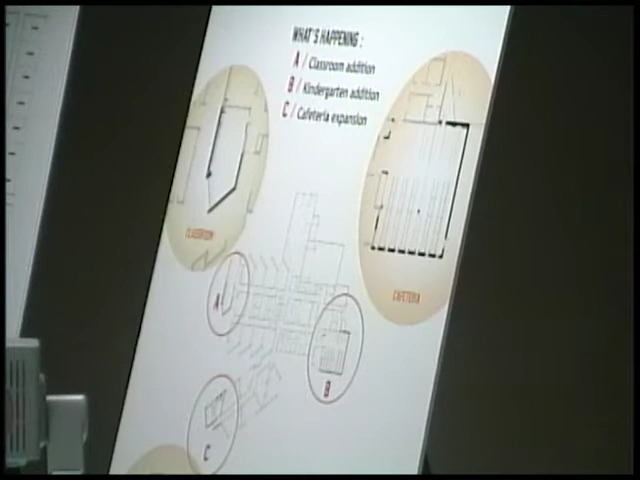 WHAT'S HAPPENING:
A / Classroom addition
B / Kindergarten addition
C / Cafeteria expansion
CLASSROOM
CAFETERIA
A
B
C